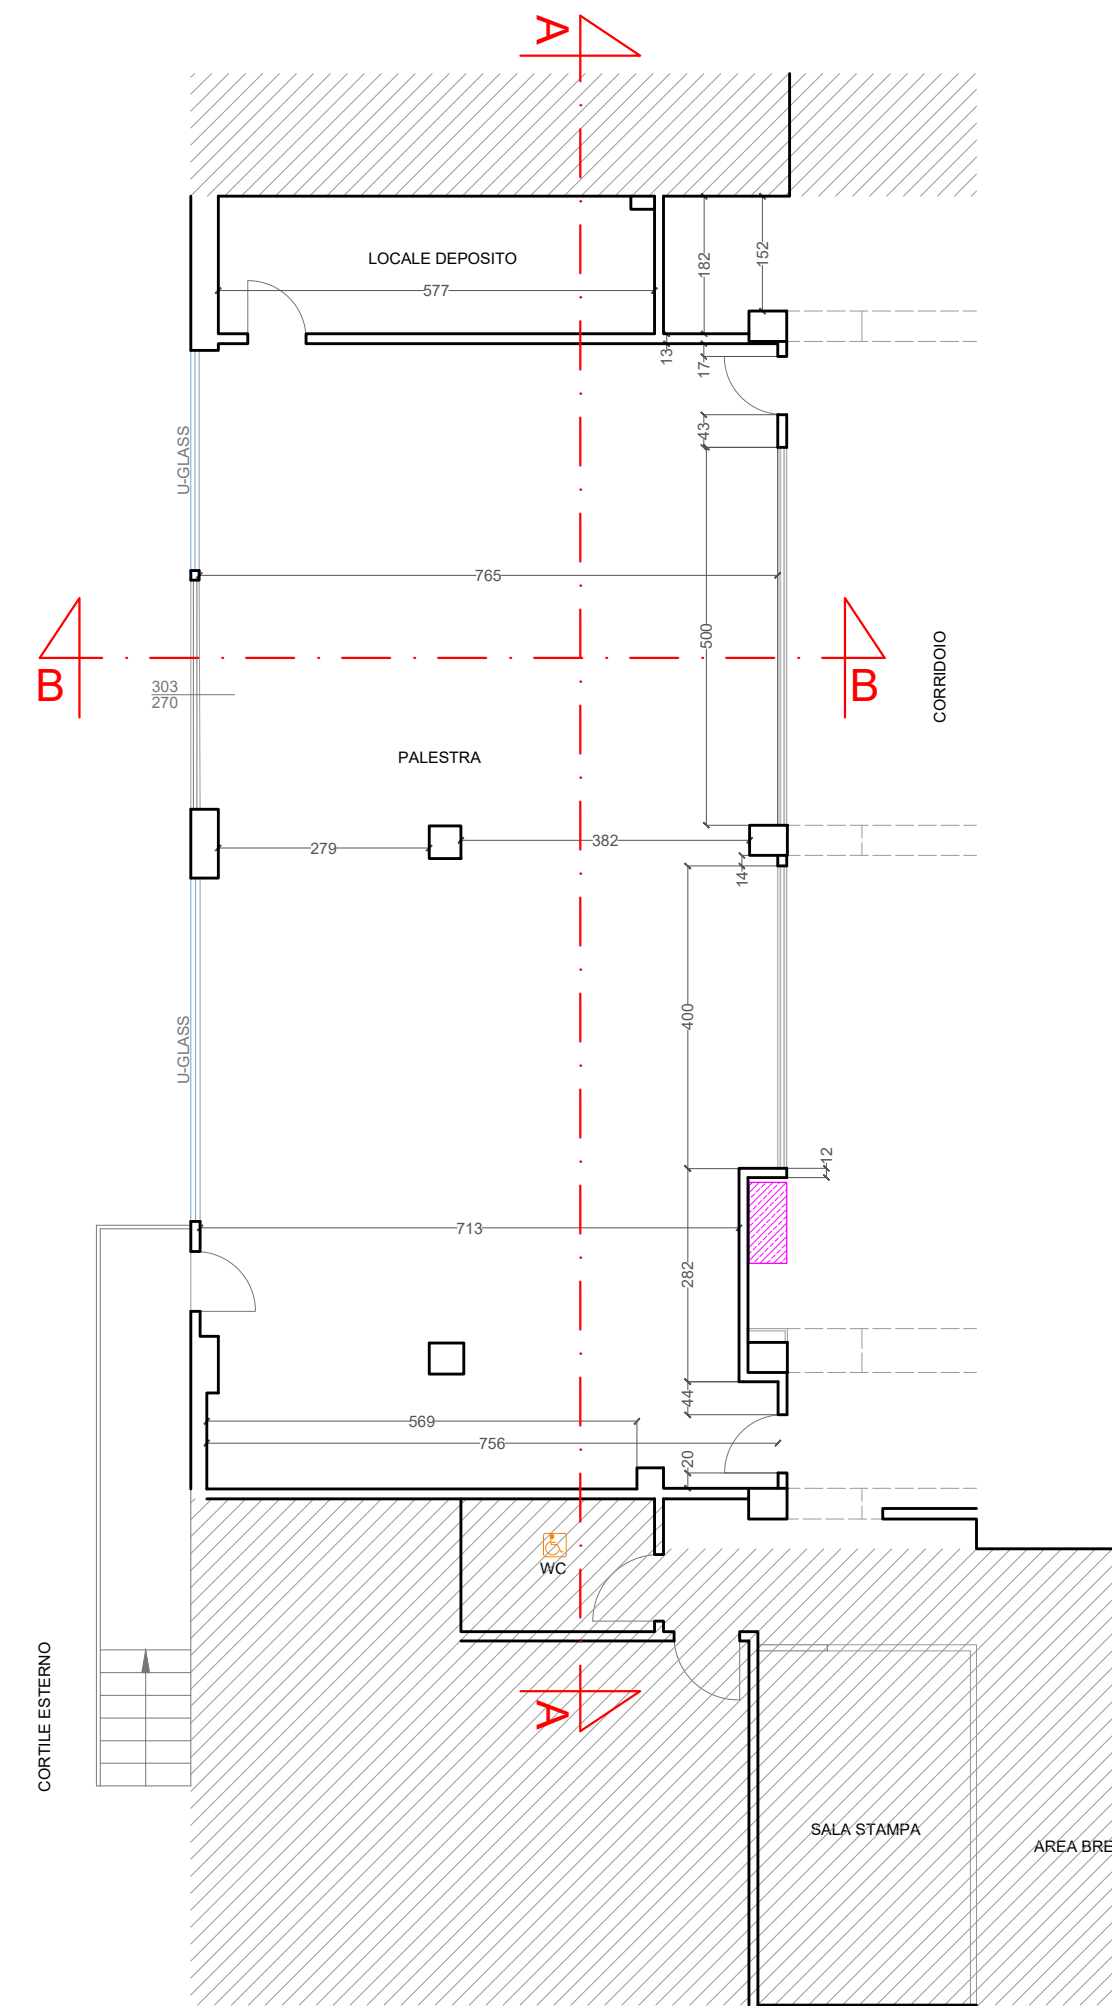 A
LOCALE DEPOSITO
577
182
152
13
17
43
U-GLASS
765
500
B
303
270
B
CORRIDOIO
PALESTRA
279
382
14
400
U-GLASS
12
713
282
44
569
756
20
WC
A
CORTILE ESTERNO
SALA STAMPA
AREA BRE